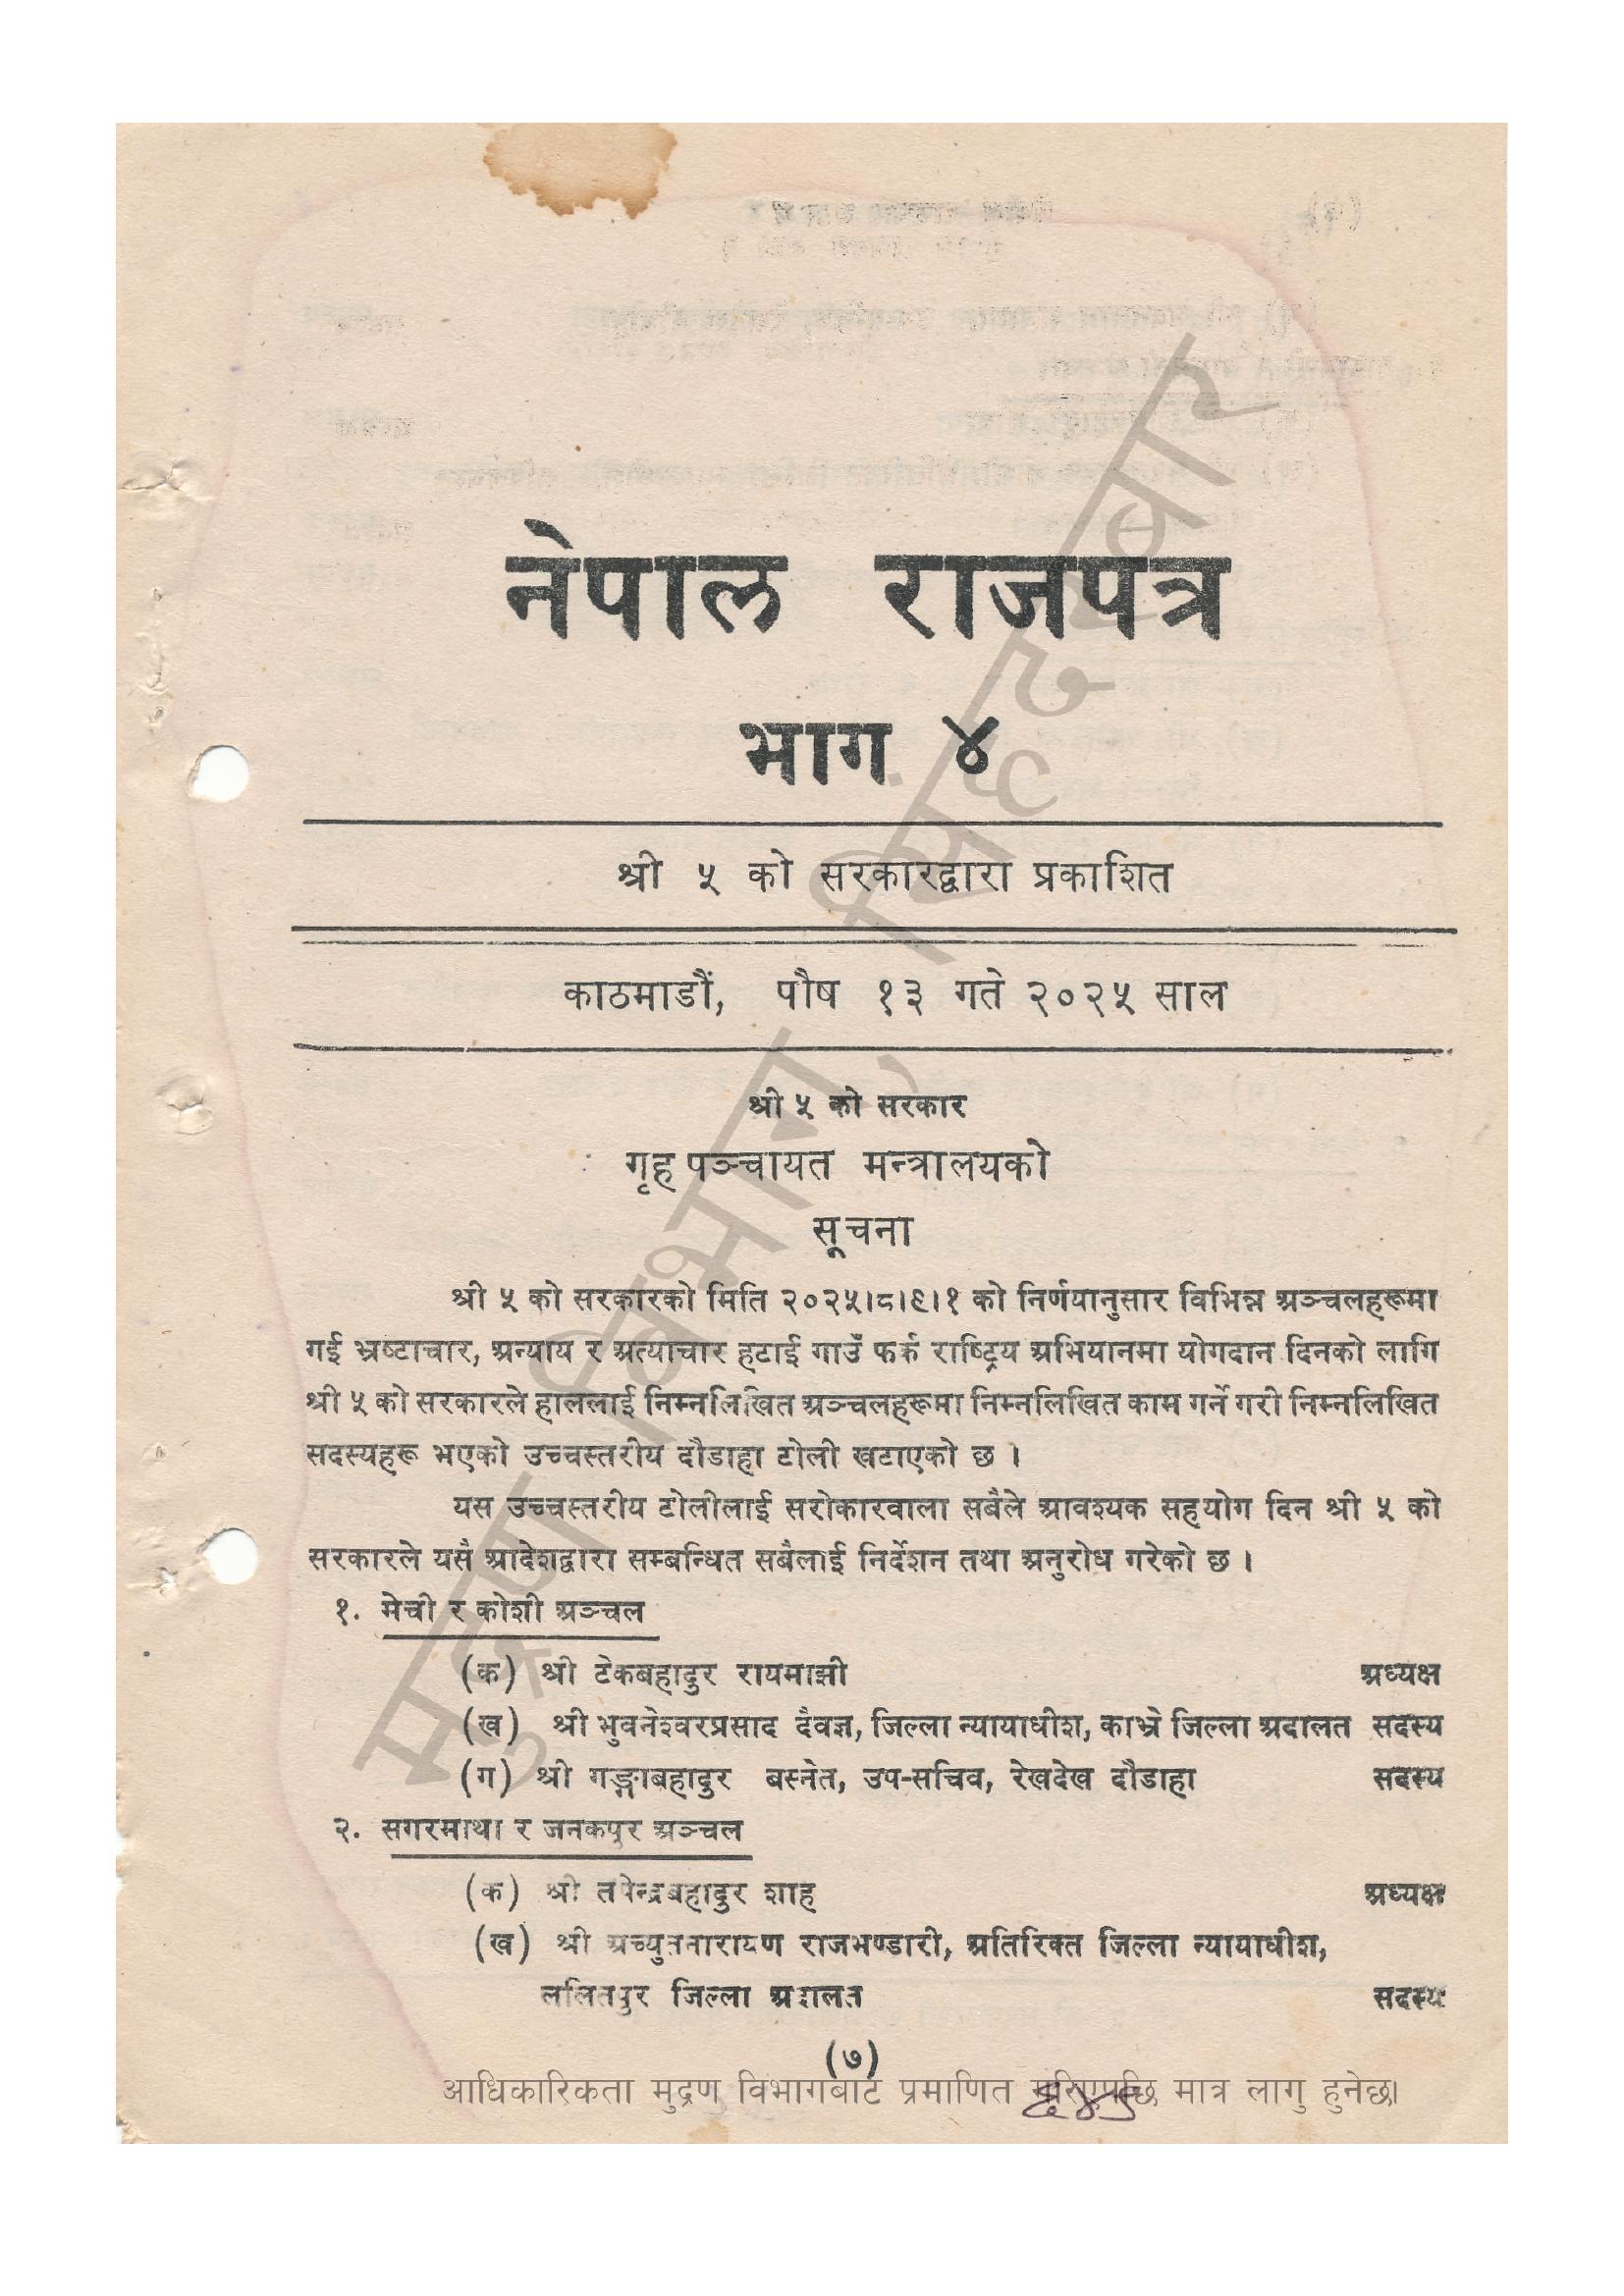 नेपाल राजपत्र
भाग ४
श्री ५ को सरकारद्वारा प्रकाशित
काठमाडौं, पौष १३ गते २०२५ साल
श्री ५ को सरकार
गृह पञ्चायत मन्त्रालयको
सूचना
श्री ५ को सरकारको मिति २०२५।८।९।१ को निर्णयानुसार विभिन्न अञ्चलहरूमा
गई भ्रष्टाचार, अन्याय र अत्याचार हटाई गाउँ फर्क राष्ट्रिय अभियानमा योगदान दिनको लागि
श्री ५ को सरकारले हाललाई निम्नलिखित अञ्चलहरूमा निम्नलिखित काम गर्ने गरी निम्नलिखित
सदस्यहरू भएको उच्चस्तरीय दौडाहा टोली खटाएको छ ।
यस उच्चस्तरीय टोलीलाई सरोकारवाला सबैले आवश्यक सहयोग दिन श्री ५ को
सरकारले यसै आदेशद्वारा सम्बन्धित सबैलाई निर्देशन तथा अनुरोध गरेको छ ।
१. मेची र कोशी अञ्चल
(क) श्री टेकबहादुर रायमाझी अध्यक्ष
(ख) श्री भुवनेश्वरप्रसाद दैवज्ञ, जिल्ला न्यायाधीश, काभ्रे जिल्ला अदालत सदस्य
(ग) श्री गङ्गाबहादुर बस्नेत, उप-सचिव, रेखदेख दौडाहा सदस्य
२. सगरमाथा र जनकपुर अञ्चल
(क) श्री तपेन्द्रबहादुर शाह अध्यक्ष
(ख) श्री अच्युतनारायण राजभण्डारी, अतिरिक्त जिल्ला न्यायाधीश,
ललितपुर जिल्ला अदालत सदस्य
(७)
आधिकारिकता मुद्रण विभागबाट प्रमाणित गरिएपछि मात्र लागु हुनेछ।
मुद्रण विभाग, सिंहदरबार